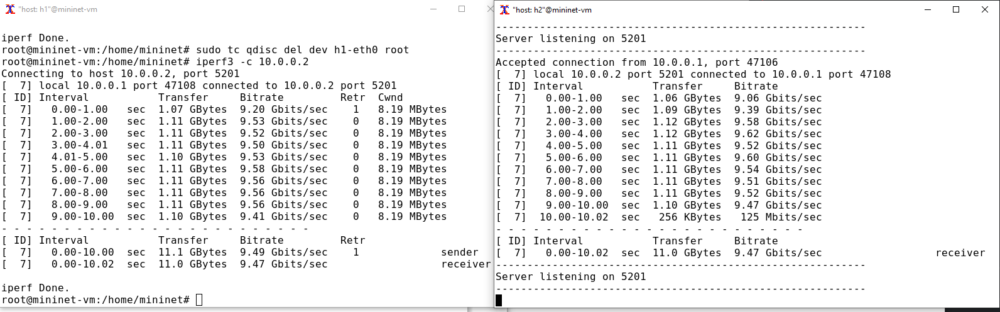 "host: h1"@mininet-vm
iperf Done.
root@mininet-vm:/home/mininet# sudo tc qdisc del dev h1-eth0 root
root@mininet-vm:/home/mininet# iperf3 -c 10.0.0.2
Connecting to host 10.0.0.2, port 5201
[  7] local 10.0.0.1 port 47108 connected to 10.0.0.2 port 5201
[ ID] Interval           Transfer     Bitrate         Retr  Cwnd
[  7]   0.00-1.00   sec  1.07 GBytes  9.20 Gbits/sec    1   8.19 MBytes
[  7]   1.00-2.00   sec  1.11 GBytes  9.53 Gbits/sec    0   8.19 MBytes
[  7]   2.00-3.00   sec  1.11 GBytes  9.52 Gbits/sec    0   8.19 MBytes
[  7]   3.00-4.01   sec  1.11 GBytes  9.50 Gbits/sec    0   8.19 MBytes
[  7]   4.01-5.00   sec  1.10 GBytes  9.53 Gbits/sec    0   8.19 MBytes
[  7]   5.00-6.00   sec  1.11 GBytes  9.58 Gbits/sec    0   8.19 MBytes
[  7]   6.00-7.00   sec  1.11 GBytes  9.56 Gbits/sec    0   8.19 MBytes
[  7]   7.00-8.00   sec  1.11 GBytes  9.56 Gbits/sec    0   8.19 MBytes
[  7]   8.00-9.00   sec  1.11 GBytes  9.56 Gbits/sec    0   8.19 MBytes
[  7]   9.00-10.00  sec  1.10 GBytes  9.41 Gbits/sec    0   8.19 MBytes
- - - - - - - - - - - - - - - - - - - - - - - - -
[ ID] Interval           Transfer     Bitrate         Retr
[  7]   0.00-10.00  sec  11.1 GBytes  9.49 Gbits/sec    1             sender
[  7]   0.00-10.02  sec  11.0 GBytes  9.47 Gbits/sec                  receiver
iperf Done.
root@mininet-vm:/home/mininet#
"host: h2"@mininet-vm
-----------------------------------------------------------
Server listening on 5201
-----------------------------------------------------------
Accepted connection from 10.0.0.1, port 47106
[  7] local 10.0.0.2 port 5201 connected to 10.0.0.1 port 47108
[ ID] Interval           Transfer     Bitrate
[  7]   0.00-1.00   sec  1.06 GBytes  9.06 Gbits/sec
[  7]   1.00-2.00   sec  1.09 GBytes  9.39 Gbits/sec
[  7]   2.00-3.00   sec  1.12 GBytes  9.58 Gbits/sec
[  7]   3.00-4.00   sec  1.12 GBytes  9.62 Gbits/sec
[  7]   4.00-5.00   sec  1.11 GBytes  9.52 Gbits/sec
[  7]   5.00-6.00   sec  1.11 GBytes  9.60 Gbits/sec
[  7]   6.00-7.00   sec  1.11 GBytes  9.54 Gbits/sec
[  7]   7.00-8.00   sec  1.11 GBytes  9.51 Gbits/sec
[  7]   8.00-9.00   sec  1.11 GBytes  9.52 Gbits/sec
[  7]   9.00-10.00  sec  1.10 GBytes  9.47 Gbits/sec
[  7]  10.00-10.02  sec   256 KBytes   125 Mbits/sec
- - - - - - - - - - - - - - - - - - - - - - - - -
[ ID] Interval           Transfer     Bitrate
[  7]   0.00-10.02  sec  11.0 GBytes  9.47 Gbits/sec                  receiver
-----------------------------------------------------------
Server listening on 5201
-----------------------------------------------------------